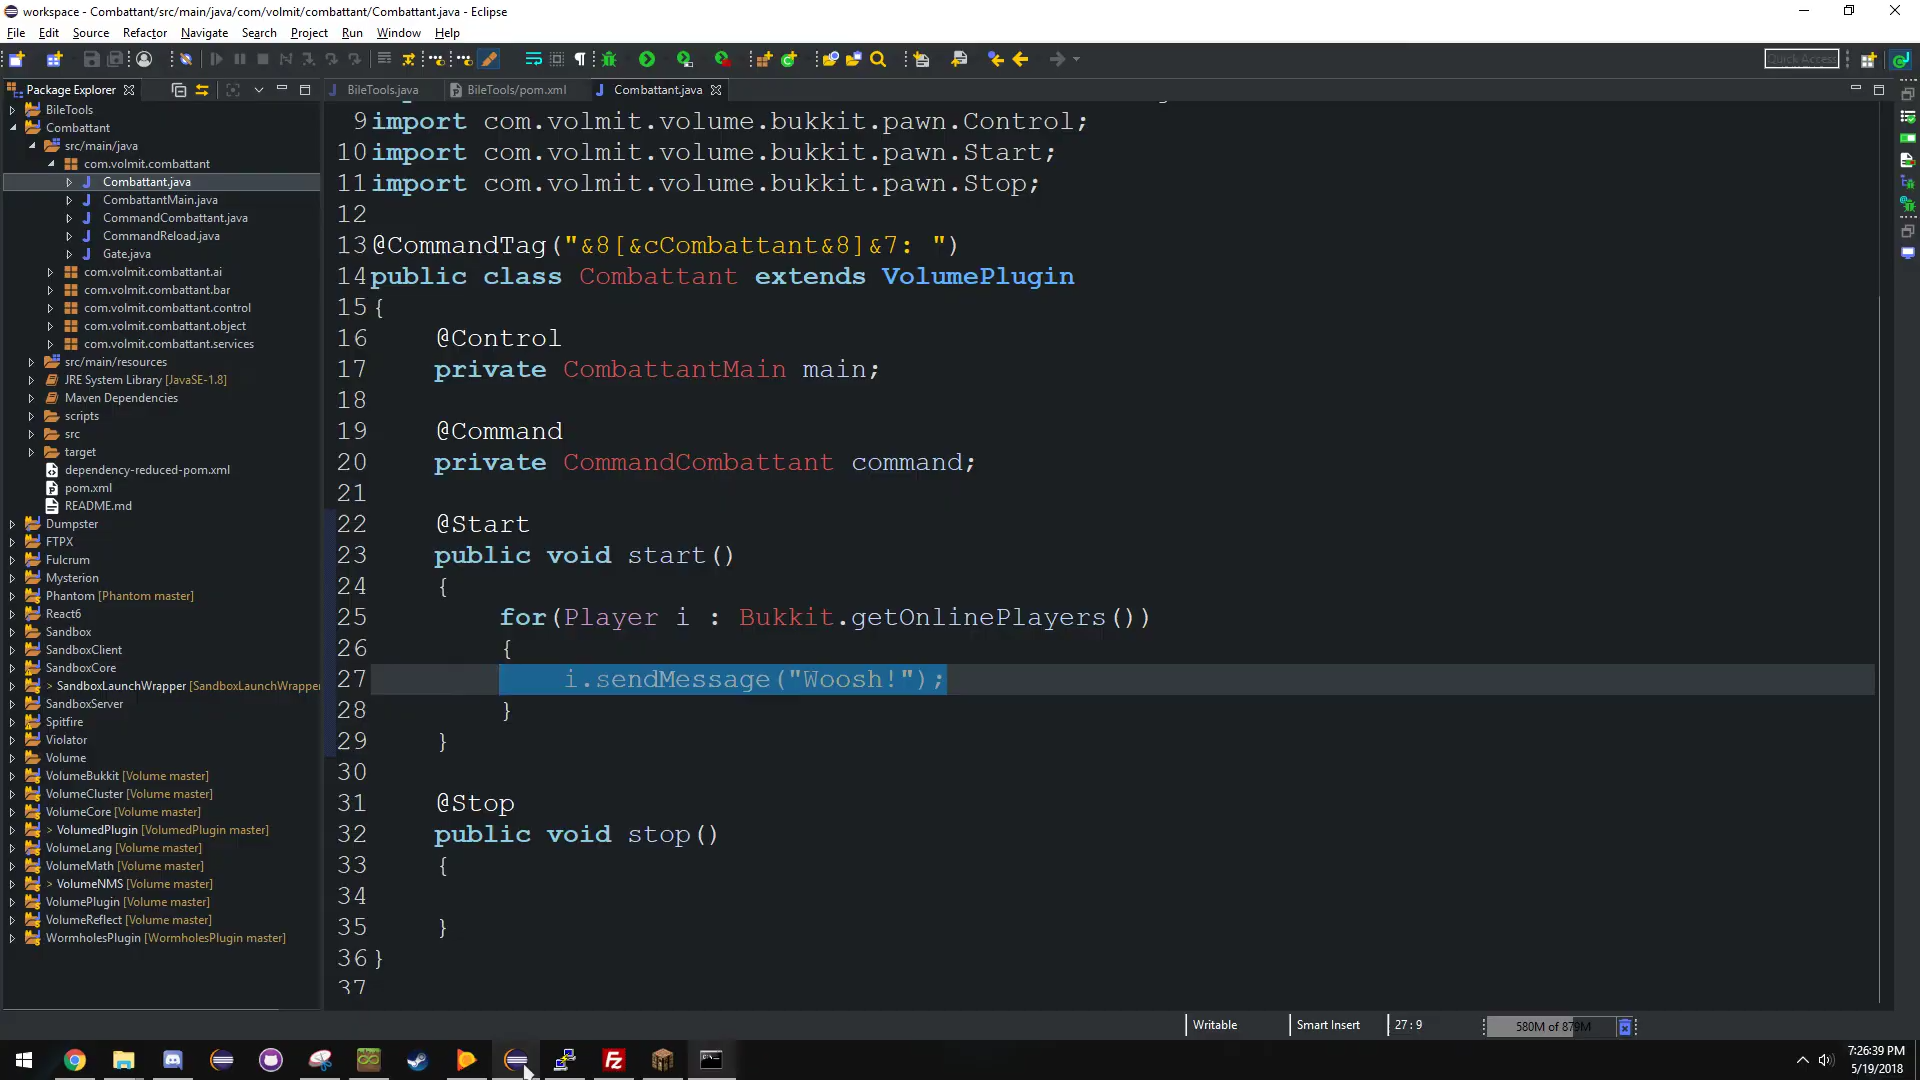 workspace - Combattant/src/main/java/com/volmit/combattant/Combattant.java - Eclipse
File Edit Source Refactor Navigate Search Project Run Window Help
Quick Access
Package Explorer
BileTools.java
BileTools/pom.xml
Combattant.java
BileTools
Combattant
src/main/java
com.volmit.combattant
Combattant.java
CombattantMain.java
CommandCombattant.java
CommandReload.java
Gate.java
com.volmit.combattant.ai
com.volmit.combattant.bar
com.volmit.combattant.control
com.volmit.combattant.object
com.volmit.combattant.services
src/main/resources
JRE System Library [JavaSE-1.8]
Maven Dependencies
scripts
src
target
dependency-reduced-pom.xml
pom.xml
README.md
Dumpster
FTPX
Fulcrum
Mysterion
Phantom [Phantom master]
React6
Sandbox
SandboxClient
SandboxCore
> SandboxLaunchWrapper [SandboxLaunchWrapper
SandboxServer
Spitfire
Violator
Volume
VolumeBukkit [Volume master]
VolumeCluster [Volume master]
VolumeCore [Volume master]
> VolumedPlugin [VolumedPlugin master]
VolumeLang [Volume master]
VolumeMath [Volume master]
> VolumeNMS [Volume master]
VolumePlugin [Volume master]
VolumeReflect [Volume master]
WormholesPlugin [WormholesPlugin master]
9 import com.volmit.volume.bukkit.pawn.Control;
10 import com.volmit.volume.bukkit.pawn.Start;
11 import com.volmit.volume.bukkit.pawn.Stop;
12
13 @CommandTag("&8[&cCombattant&8]&7: ")
14 public class Combattant extends VolumePlugin
15 {
16 @Control
17 private CombattantMain main;
18
19 @Command
20 private CommandCombattant command;
21
22 @Start
23 public void start()
24 {
25 for(Player i : Bukkit.getOnlinePlayers())
26 {
27 i.sendMessage("Woosh!");
28 }
29 }
30
31 @Stop
32 public void stop()
33 {
34
35 }
36 }
37
Writable
Smart Insert
27 : 9
580M of 879M
7:26:39 PM
5/19/2018